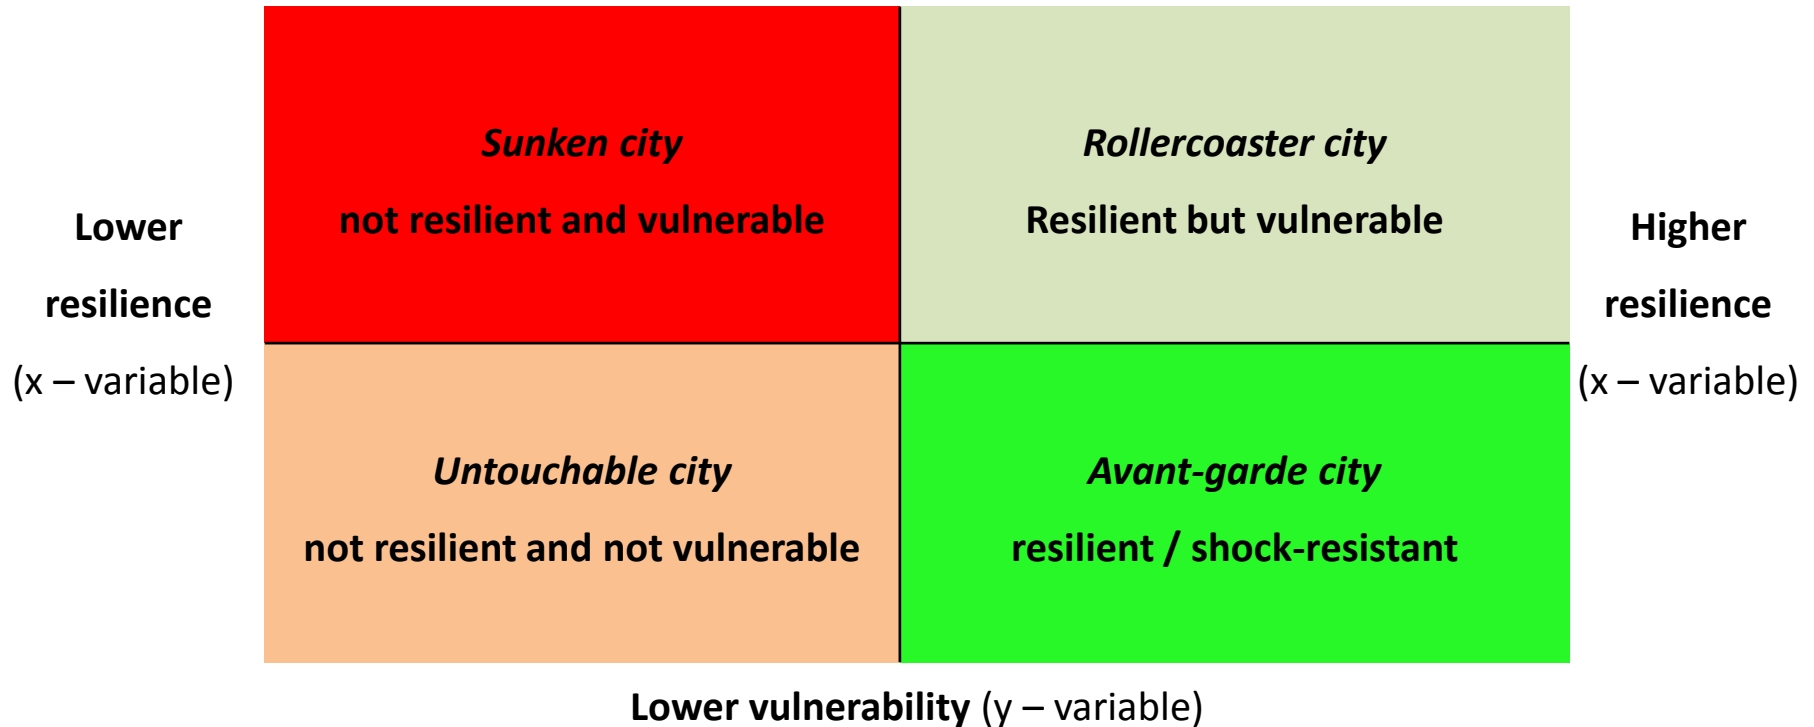 Sunken city
not resilient and vulnerable
Rollercoaster city
Resilient but vulnerable
Lower
resilience
(x – variable)
Higher
resilience
(x – variable)
Untouchable city
not resilient and not vulnerable
Avant-garde city
resilient / shock-resistant
Lower vulnerability (y – variable)